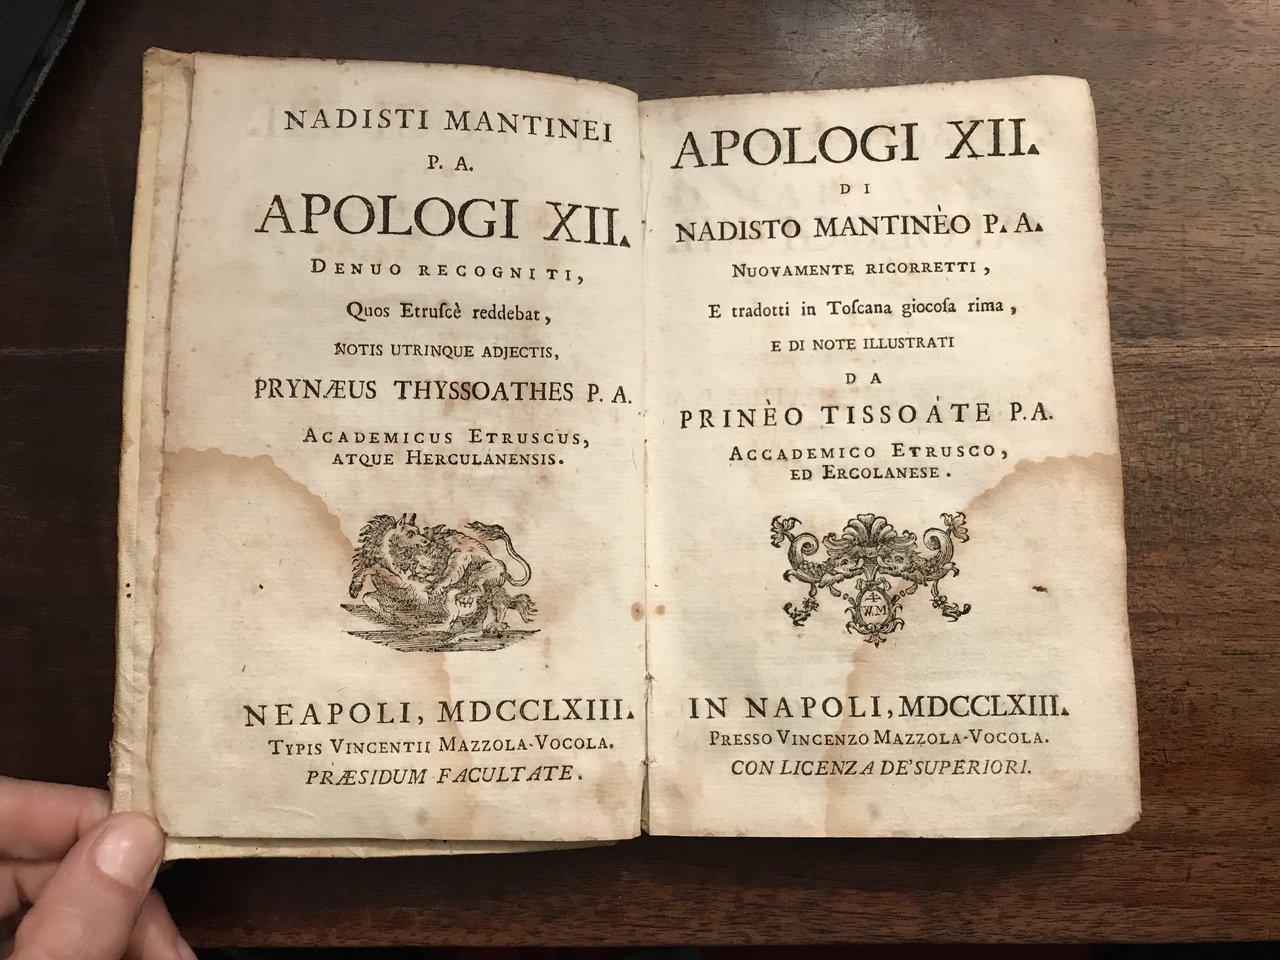 NADISTI MANTINEI
P. A.
APOLOGI XII.
DENUO RECOGNITI,
Quos Etruſcè reddebat,
NOTIS UTRINQUE ADJECTIS,
PRYNÆUS THYSSOATHES P. A.
ACADEMICUS ETRUSCUS,
ATQUE HERCULANENSIS.
NEAPOLI, MDCCLXIII.
TYPIS VINCENTII MAZZOLA-VOCOLA.
PRÆSIDUM FACULTATE.
APOLOGI XII.
DI
NADISTO MANTINÈO P. A.
NUOVAMENTE RICORRETTI,
E tradotti in Toſcana giocoſa rima,
E DI NOTE ILLUSTRATI
DA
PRINÈO TISSOÁTE P.A.
ACCADEMICO ETRUSCO,
ED ERCOLANESE.
W.M
IN NAPOLI, MDCCLXIII.
PRESSO VINCENZO MAZZOLA-VOCOLA.
CON LICENZA DE'SUPERIORI.